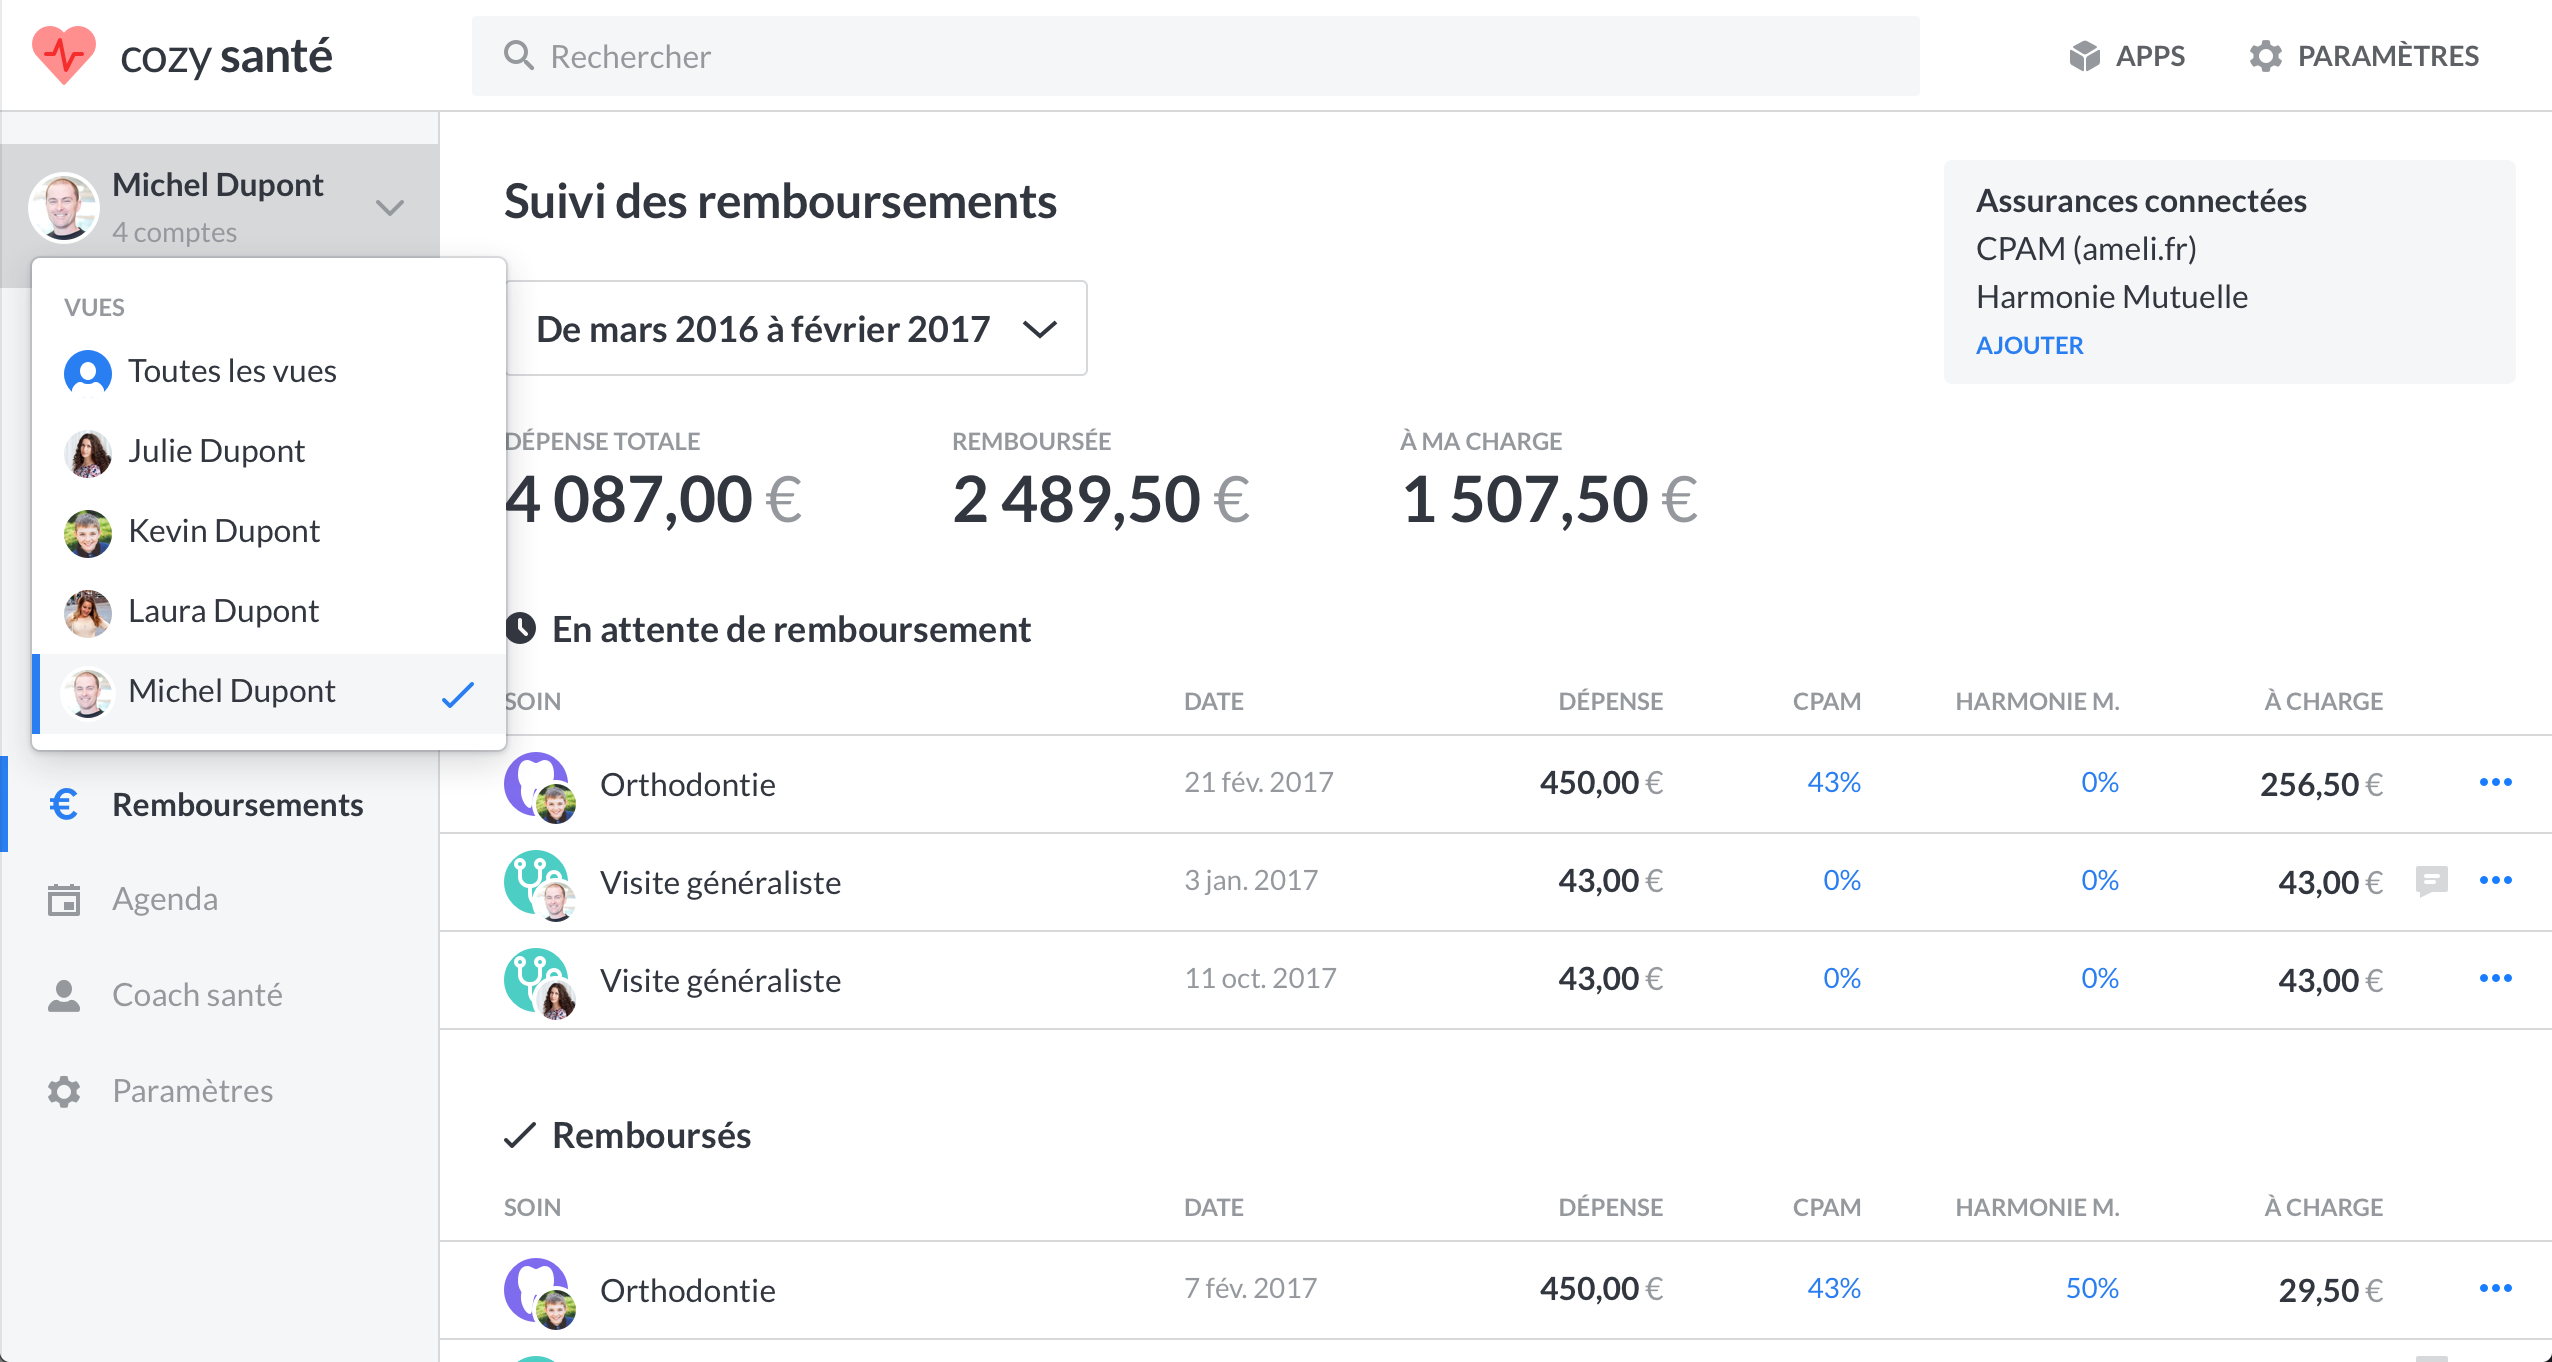 cozy santé
Rechercher
APPS
PARAMÈTRES
Michel Dupont
4 comptes
VUES
Toutes les vues
Julie Dupont
Kevin Dupont
Laura Dupont
Michel Dupont
Remboursements
Agenda
Coach santé
Paramètres
Suivi des remboursements
De mars 2016 à février 2017
Assurances connectées
CPAM (ameli.fr)
Harmonie Mutuelle
AJOUTER
DÉPENSE TOTALE REMBOURSÉE À MA CHARGE
4 087,00 € 2 489,50 € 1 507,50 €
En attente de remboursement
SOIN DATE DÉPENSE CPAM HARMONIE M. À CHARGE
Orthodontie 21 fév. 2017 450,00 € 43% 0% 256,50 €
Visite généraliste 3 jan. 2017 43,00 € 0% 0% 43,00 €
Visite généraliste 11 oct. 2017 43,00 € 0% 0% 43,00 €
Remboursés
SOIN DATE DÉPENSE CPAM HARMONIE M. À CHARGE
Orthodontie 7 fév. 2017 450,00 € 43% 50% 29,50 €